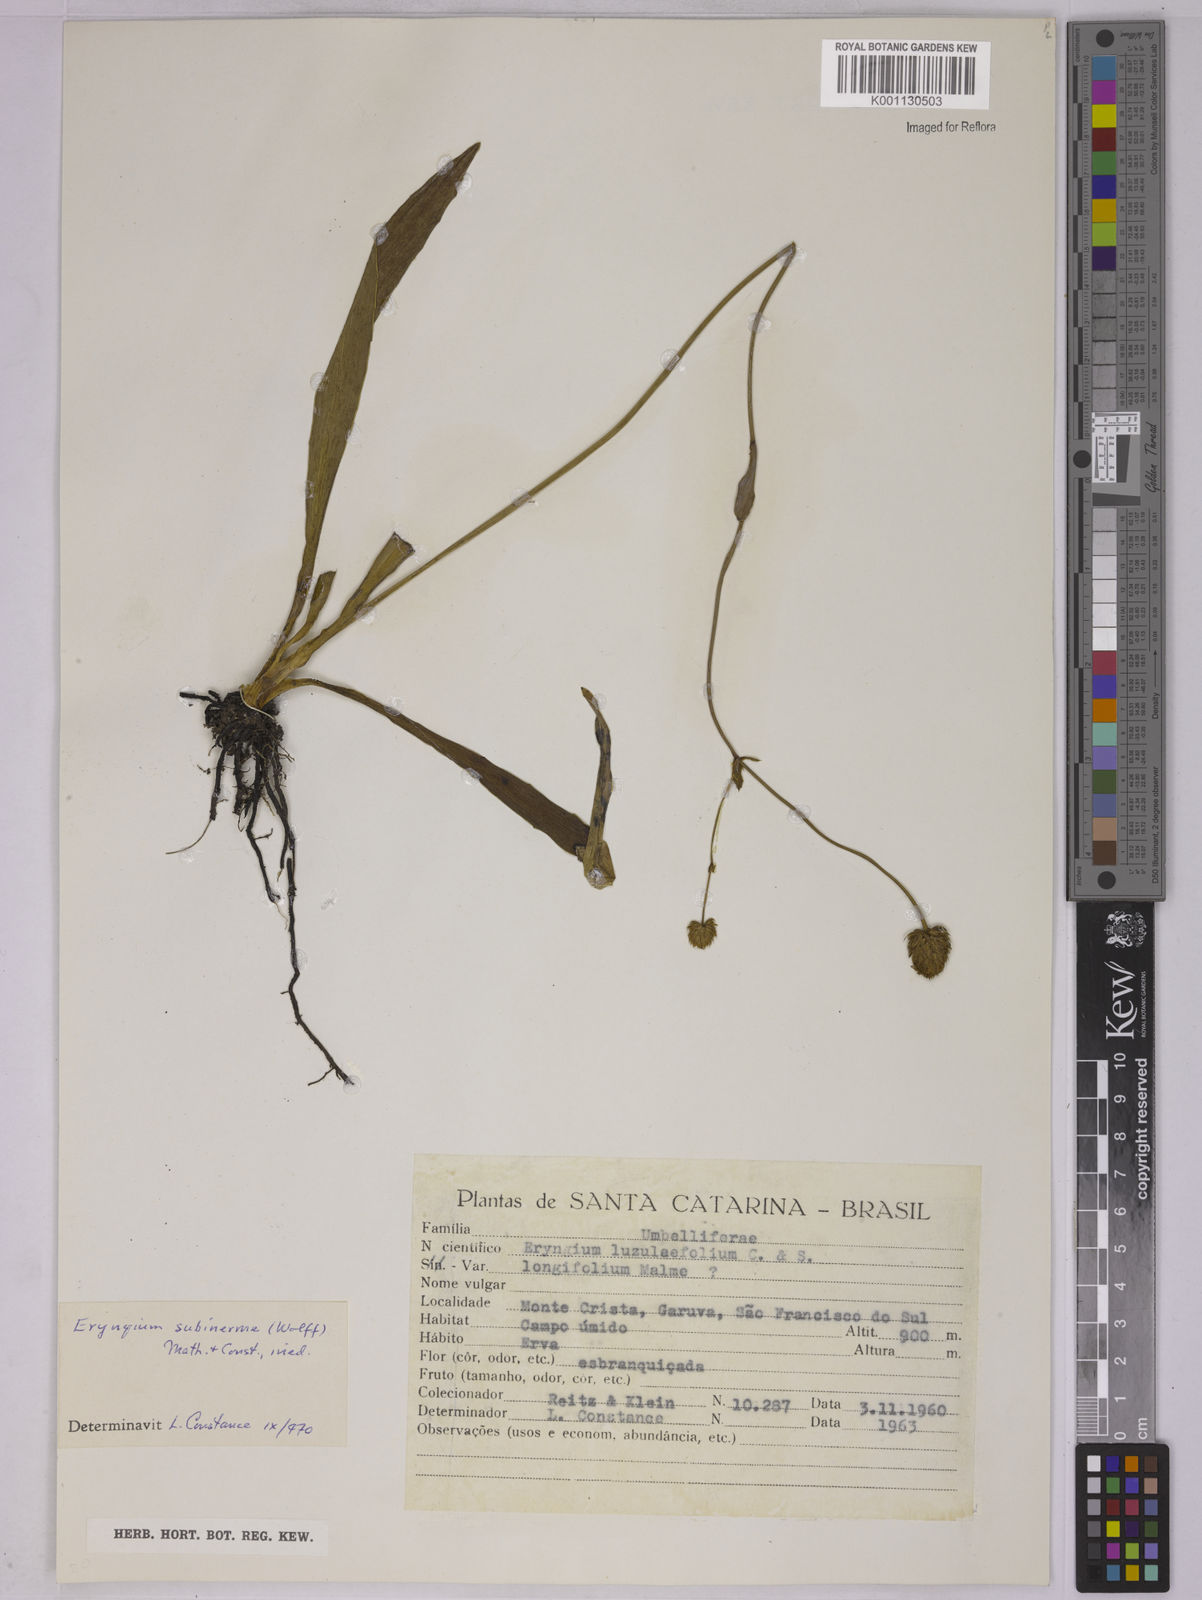 ROYAL BOTANIC GARDENS KEW
K001130503
Imaged for Reflora
Plantas de SANTA CATARINA – BRASIL
Família Umbelliferae
N científico Eryngium luzulaefolium C. & S.
Sin. - Var. longifolium Malme ?
Nome vulgar
Localidade Monte Crista, Garuva, São Francisco do Sul
Habitat Campo úmido Altit. 900 m.
Hábito Erva Altura m.
Flor (côr, odor, etc.) esbranquiçada
Fruto (tamanho, odor, côr, etc.)
Colecionador Reitz & Klein N. 10.287 Data 3.11.1960
Determinador L. Constance N. Data 1963
Observações (usos e econom, abundância, etc.)
Eryngium subinerme (Wolff)
Math. + Const., ined.
Determinavit L. Constance ix/970
HERB. HORT. BOT. REG. KEW.
centimetres
Colors by Munsell Color Services Lab
Golden Thread
inches
D50 Illuminant, 2 degree observer
Density
Kew
ROYAL BOTANIC GARDENS
copyright reserved
10
9
8
7
6
5
4
3
2
1
0
cm